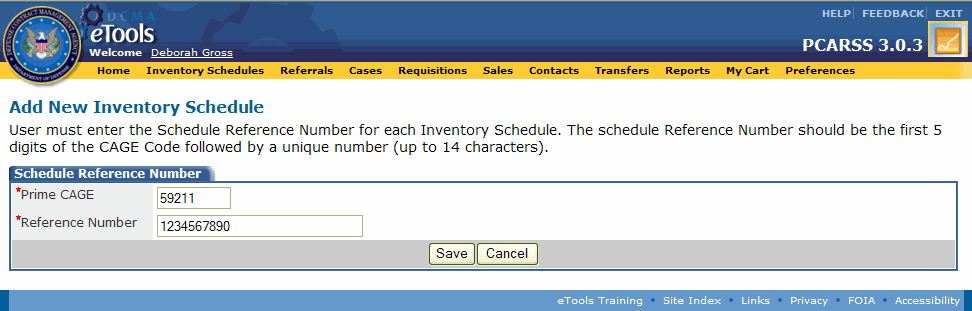 HELP FEEDBACK EXIT
DCMA
eTools
Welcome Deborah Gross
PCARSS 3.0.3
Home Inventory Schedules Referrals Cases Requisitions Sales Contacts Transfers Reports My Cart Preferences
Add New Inventory Schedule
User must enter the Schedule Reference Number for each Inventory Schedule. The schedule Reference Number should be the first 5
digits of the CAGE Code followed by a unique number (up to 14 characters).
Schedule Reference Number
*Prime CAGE 59211
*Reference Number 1234567890
Save Cancel
eTools Training • Site Index • Links • Privacy • FOIA • Accessibility